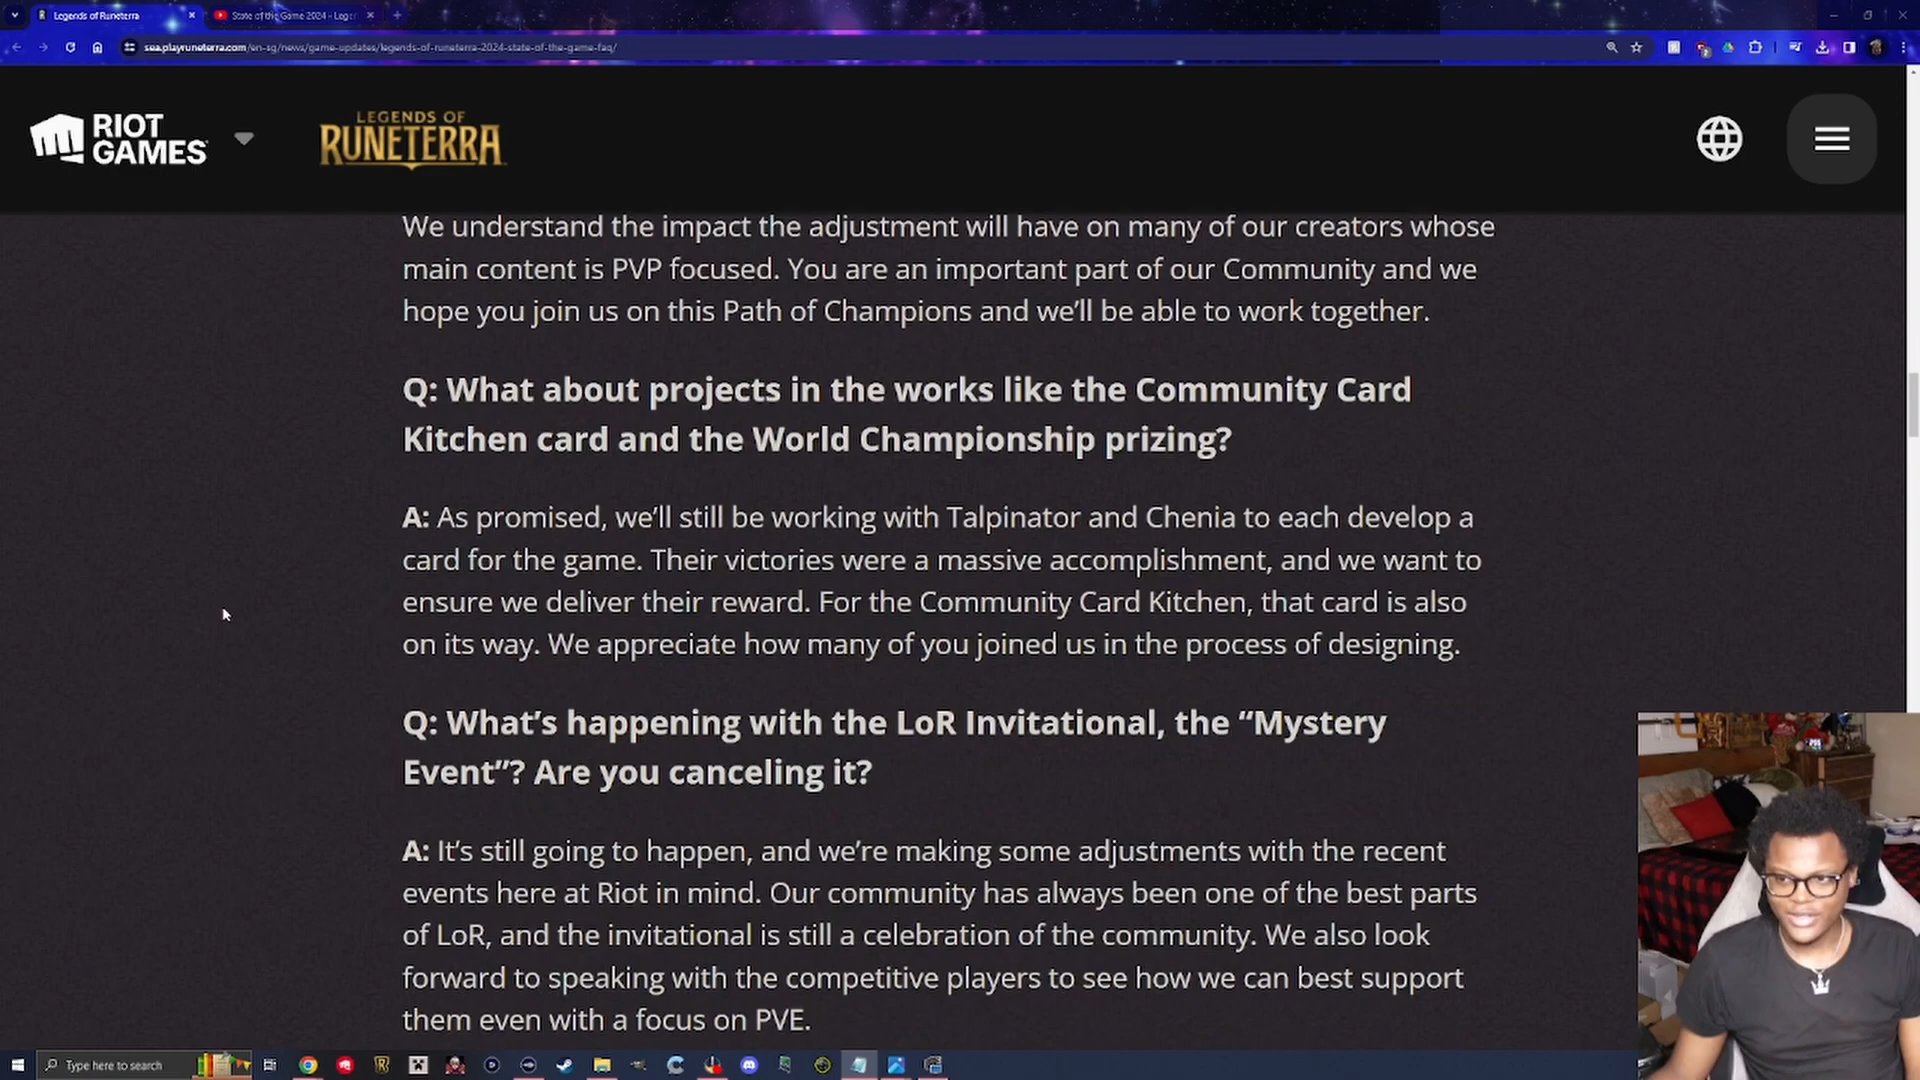 Legends of Runeterra
State of the Game 2024 - Lege
sea.playruneterra.com/en-sg/news/game-updates/legends-of-runeterra-2024-state-of-the-game-faq/
RIOT
GAMES
LEGENDS OF
RUNETERRA
We understand the impact the adjustment will have on many of our creators whose
main content is PVP focused. You are an important part of our Community and we
hope you join us on this Path of Champions and we’ll be able to work together.
Q: What about projects in the works like the Community Card
Kitchen card and the World Championship prizing?
A: As promised, we’ll still be working with Talpinator and Chenia to each develop a
card for the game. Their victories were a massive accomplishment, and we want to
ensure we deliver their reward. For the Community Card Kitchen, that card is also
on its way. We appreciate how many of you joined us in the process of designing.
Q: What’s happening with the LoR Invitational, the “Mystery
Event”? Are you canceling it?
A: It’s still going to happen, and we’re making some adjustments with the recent
events here at Riot in mind. Our community has always been one of the best parts
of LoR, and the invitational is still a celebration of the community. We also look
forward to speaking with the competitive players to see how we can best support
them even with a focus on PVE.
Type here to search